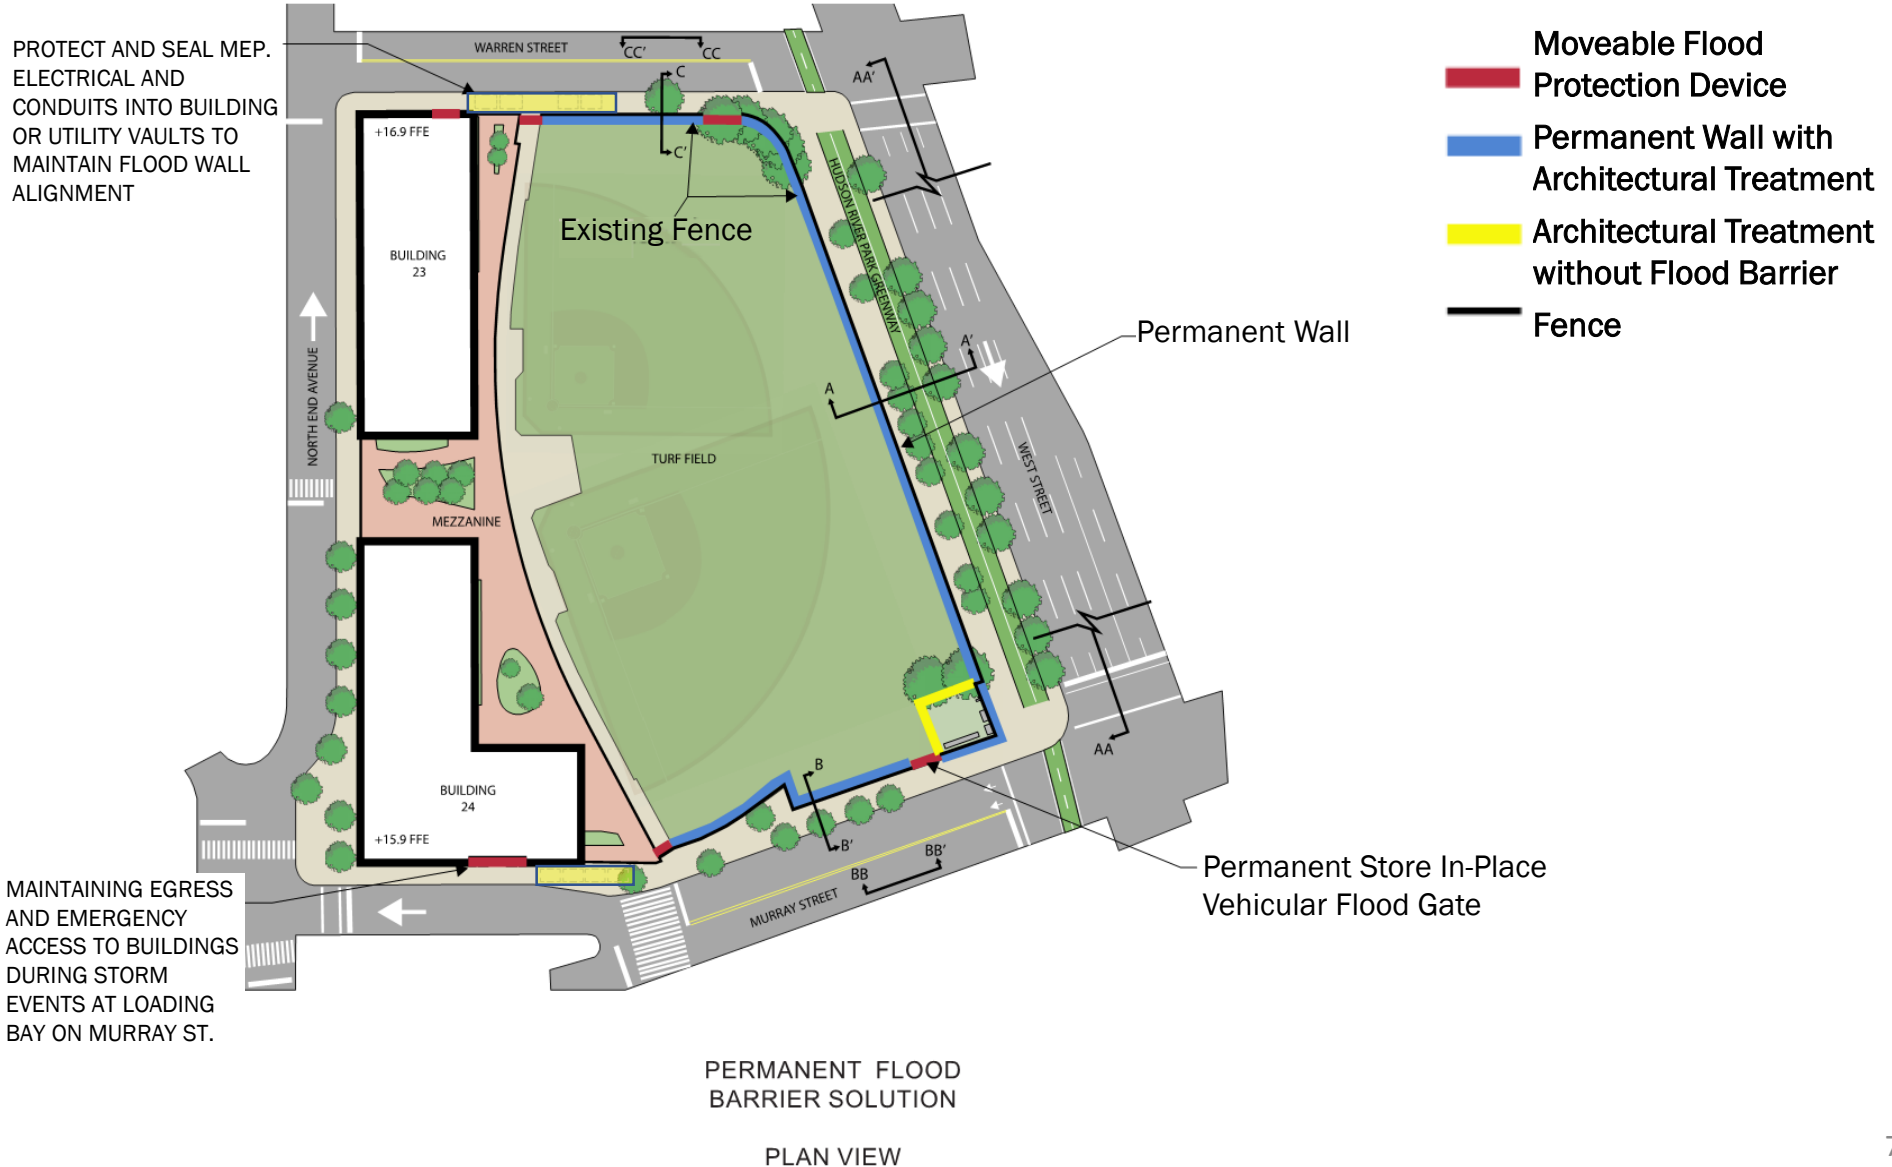 PROTECT AND SEAL MEP.
ELECTRICAL AND
CONDUITS INTO BUILDING
OR UTILITY VAULTS TO
MAINTAIN FLOOD WALL
ALIGNMENT
WARREN STREET
CC'
CC
C
C'
AA'
+16.9 FFE
BUILDING
23
Existing Fence
HUDSON RIVER PARK GREENWAY
Moveable Flood
Protection Device
Permanent Wall with
Architectural Treatment
Architectural Treatment
without Flood Barrier
Fence
Permanent Wall
NORTH END AVENUE
A
A'
TURF FIELD
WEST STREET
MEZZANINE
AA
B
B'
BUILDING
24
+15.9 FFE
BB'
BB
MURRAY STREET
Permanent Store In-Place
Vehicular Flood Gate
MAINTAINING EGRESS
AND EMERGENCY
ACCESS TO BUILDINGS
DURING STORM
EVENTS AT LOADING
BAY ON MURRAY ST.
PERMANENT FLOOD
BARRIER SOLUTION
PLAN VIEW